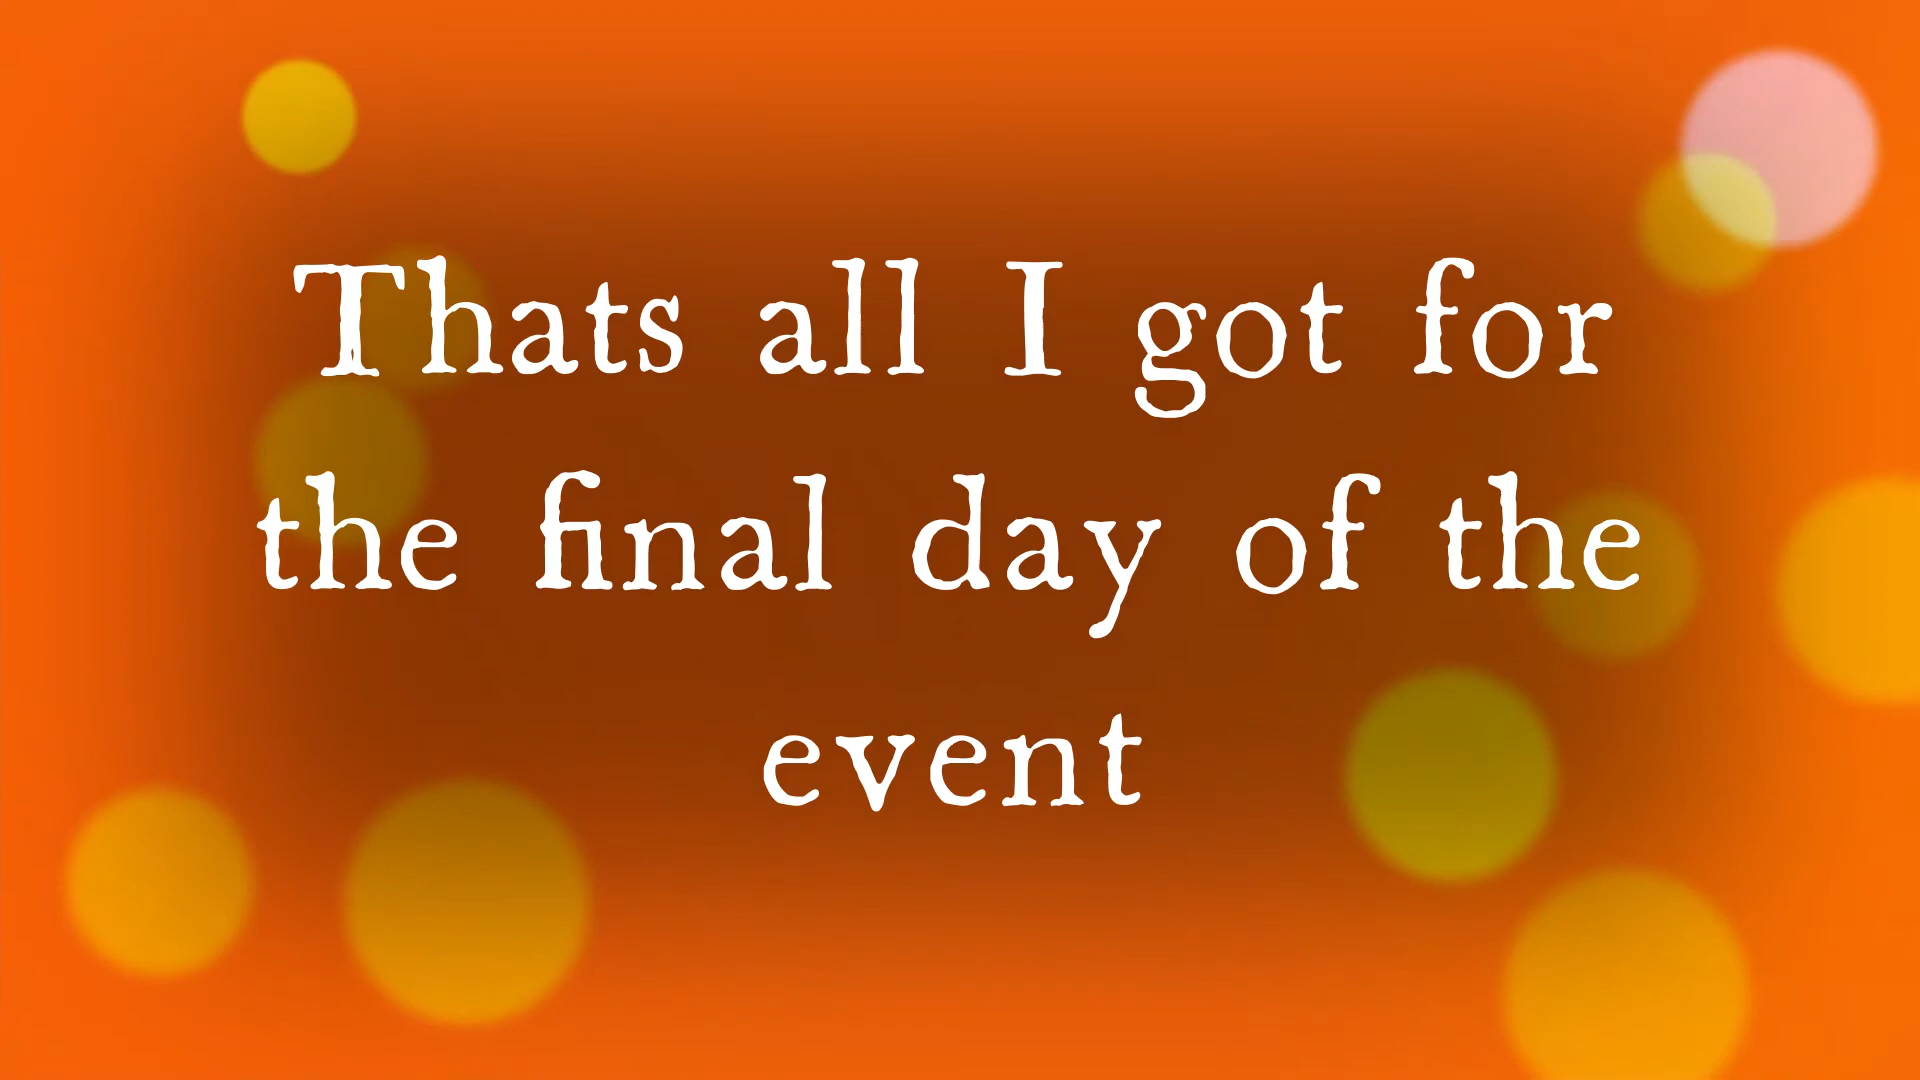 Thats all I got for
the final day of the
event